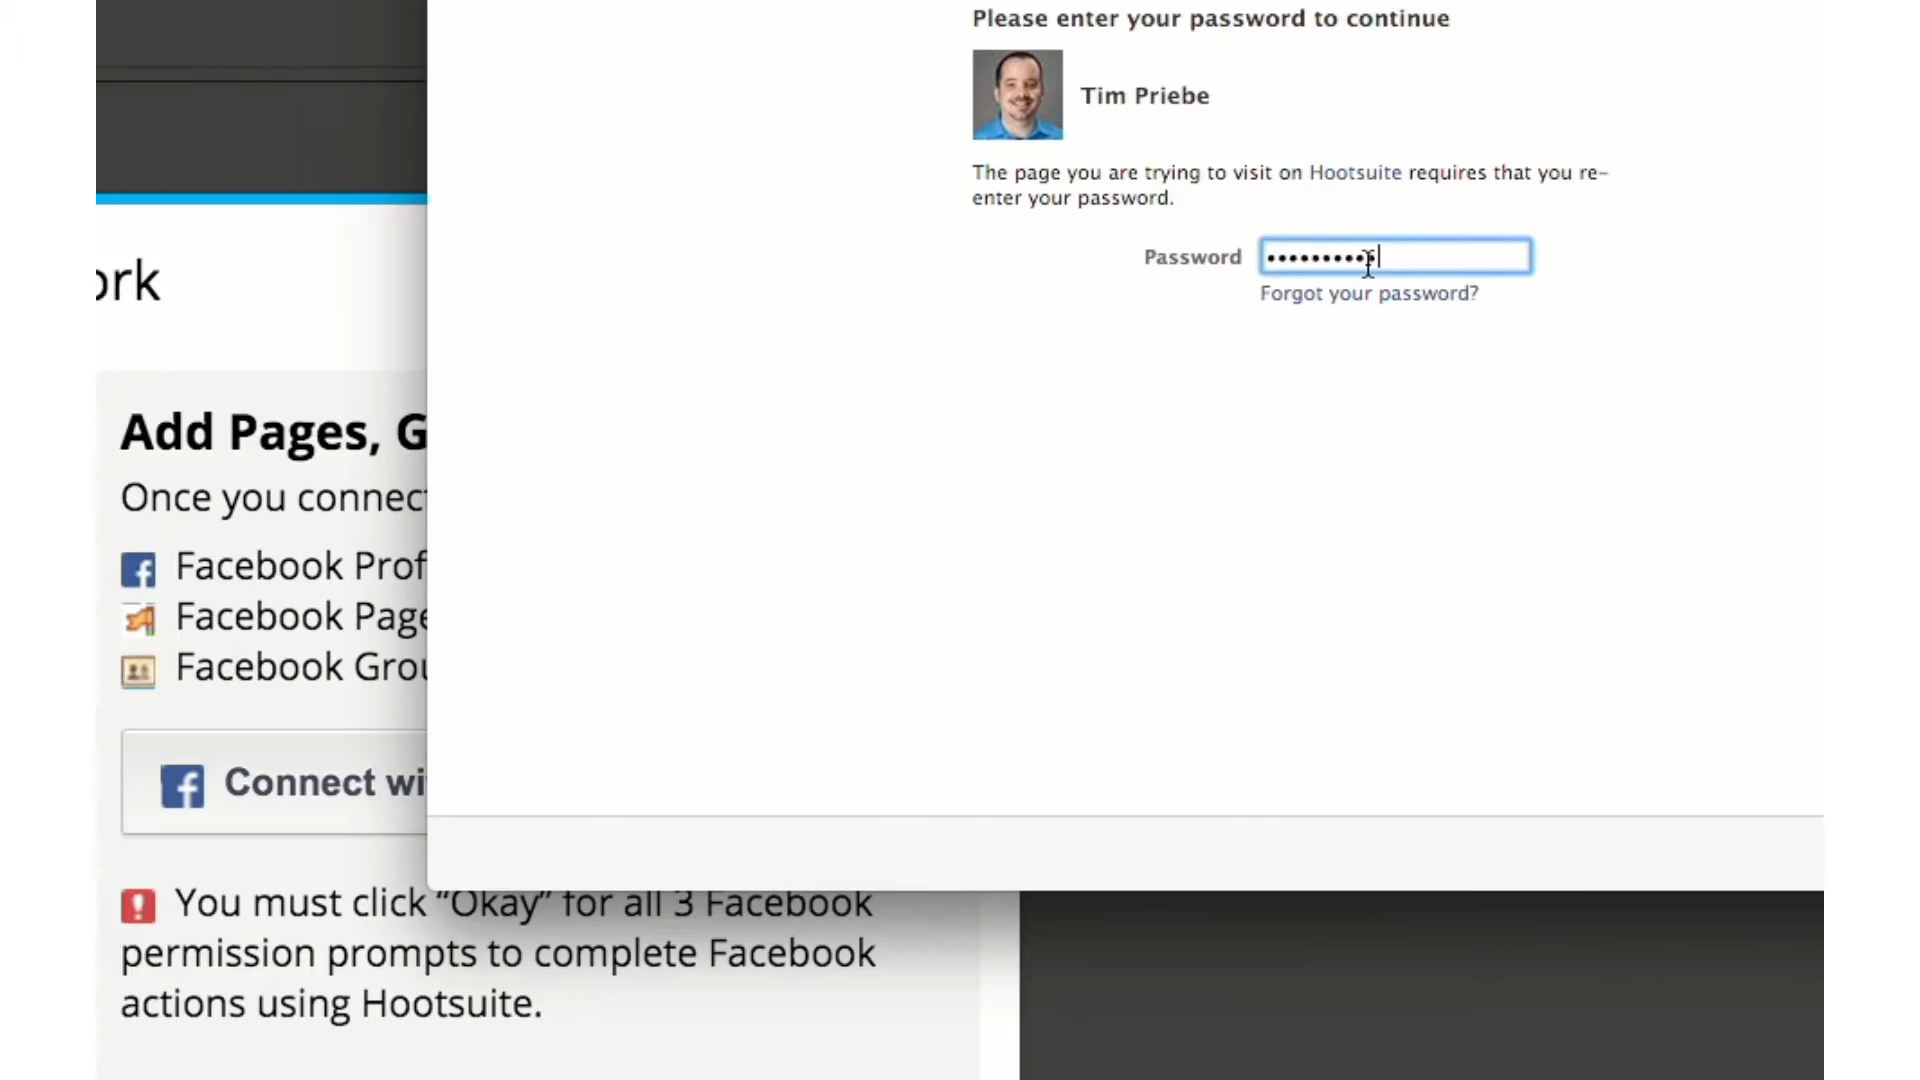 Please enter your password to continue
Tim Priebe
The page you are trying to visit on Hootsuite requires that you re-
enter your password.
Password
Forgot your password?
ork
Add Pages, G
Once you connect
Facebook Prof
Facebook Page
Facebook Grou
Connect wi
You must click “Okay” for all 3 Facebook
permission prompts to complete Facebook
actions using Hootsuite.